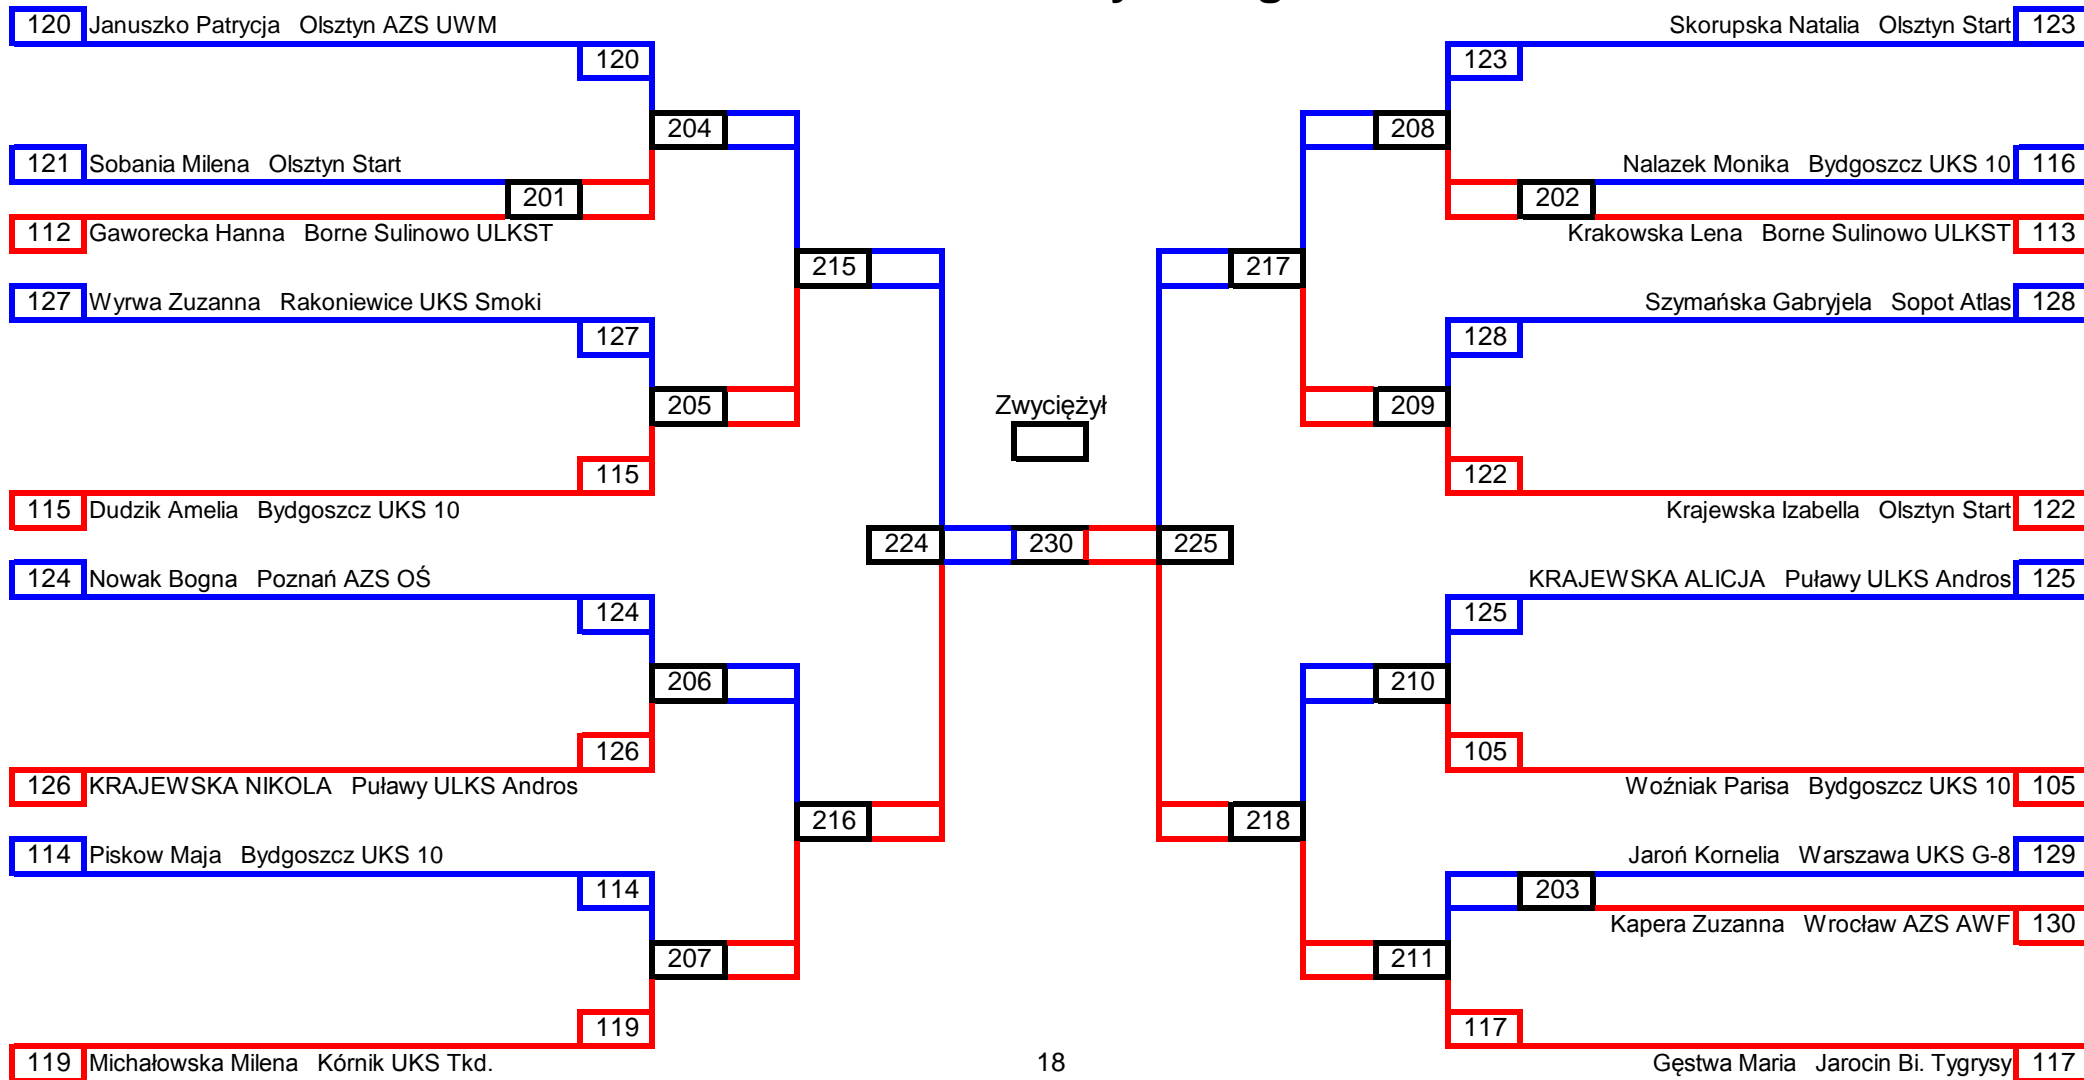 120 Januszko Patrycja Olsztyn AZS UWM
Skorupska Natalia Olsztyn Start 123
120
123
204
208
121 Sobania Milena Olsztyn Start
Nalazek Monika Bydgoszcz UKS 10 116
201
202
112 Gaworecka Hanna Borne Sulinowo ULKST
Krakowska Lena Borne Sulinowo ULKST 113
215
217
127 Wyrwa Zuzanna Rakoniewice UKS Smoki
Szymańska Gabryjela Sopot Atlas 128
127
128
205
Zwyciężył
209
115
122
115 Dudzik Amelia Bydgoszcz UKS 10
Krajewska Izabella Olsztyn Start 122
224
230
225
124 Nowak Bogna Poznań AZS OŚ
KRAJEWSKA ALICJA Puławy ULKS Andros 125
124
125
206
210
126
105
126 KRAJEWSKA NIKOLA Puławy ULKS Andros
Woźniak Parisa Bydgoszcz UKS 10 105
216
218
114 Piskow Maja Bydgoszcz UKS 10
Jaroń Kornelia Warszawa UKS G-8 129
114
203
Kapera Zuzanna Wrocław AZS AWF 130
207
211
119
117
119 Michałowska Milena Kórnik UKS Tkd.
18
Gęstwa Maria Jarocin Bi. Tygrysy 117